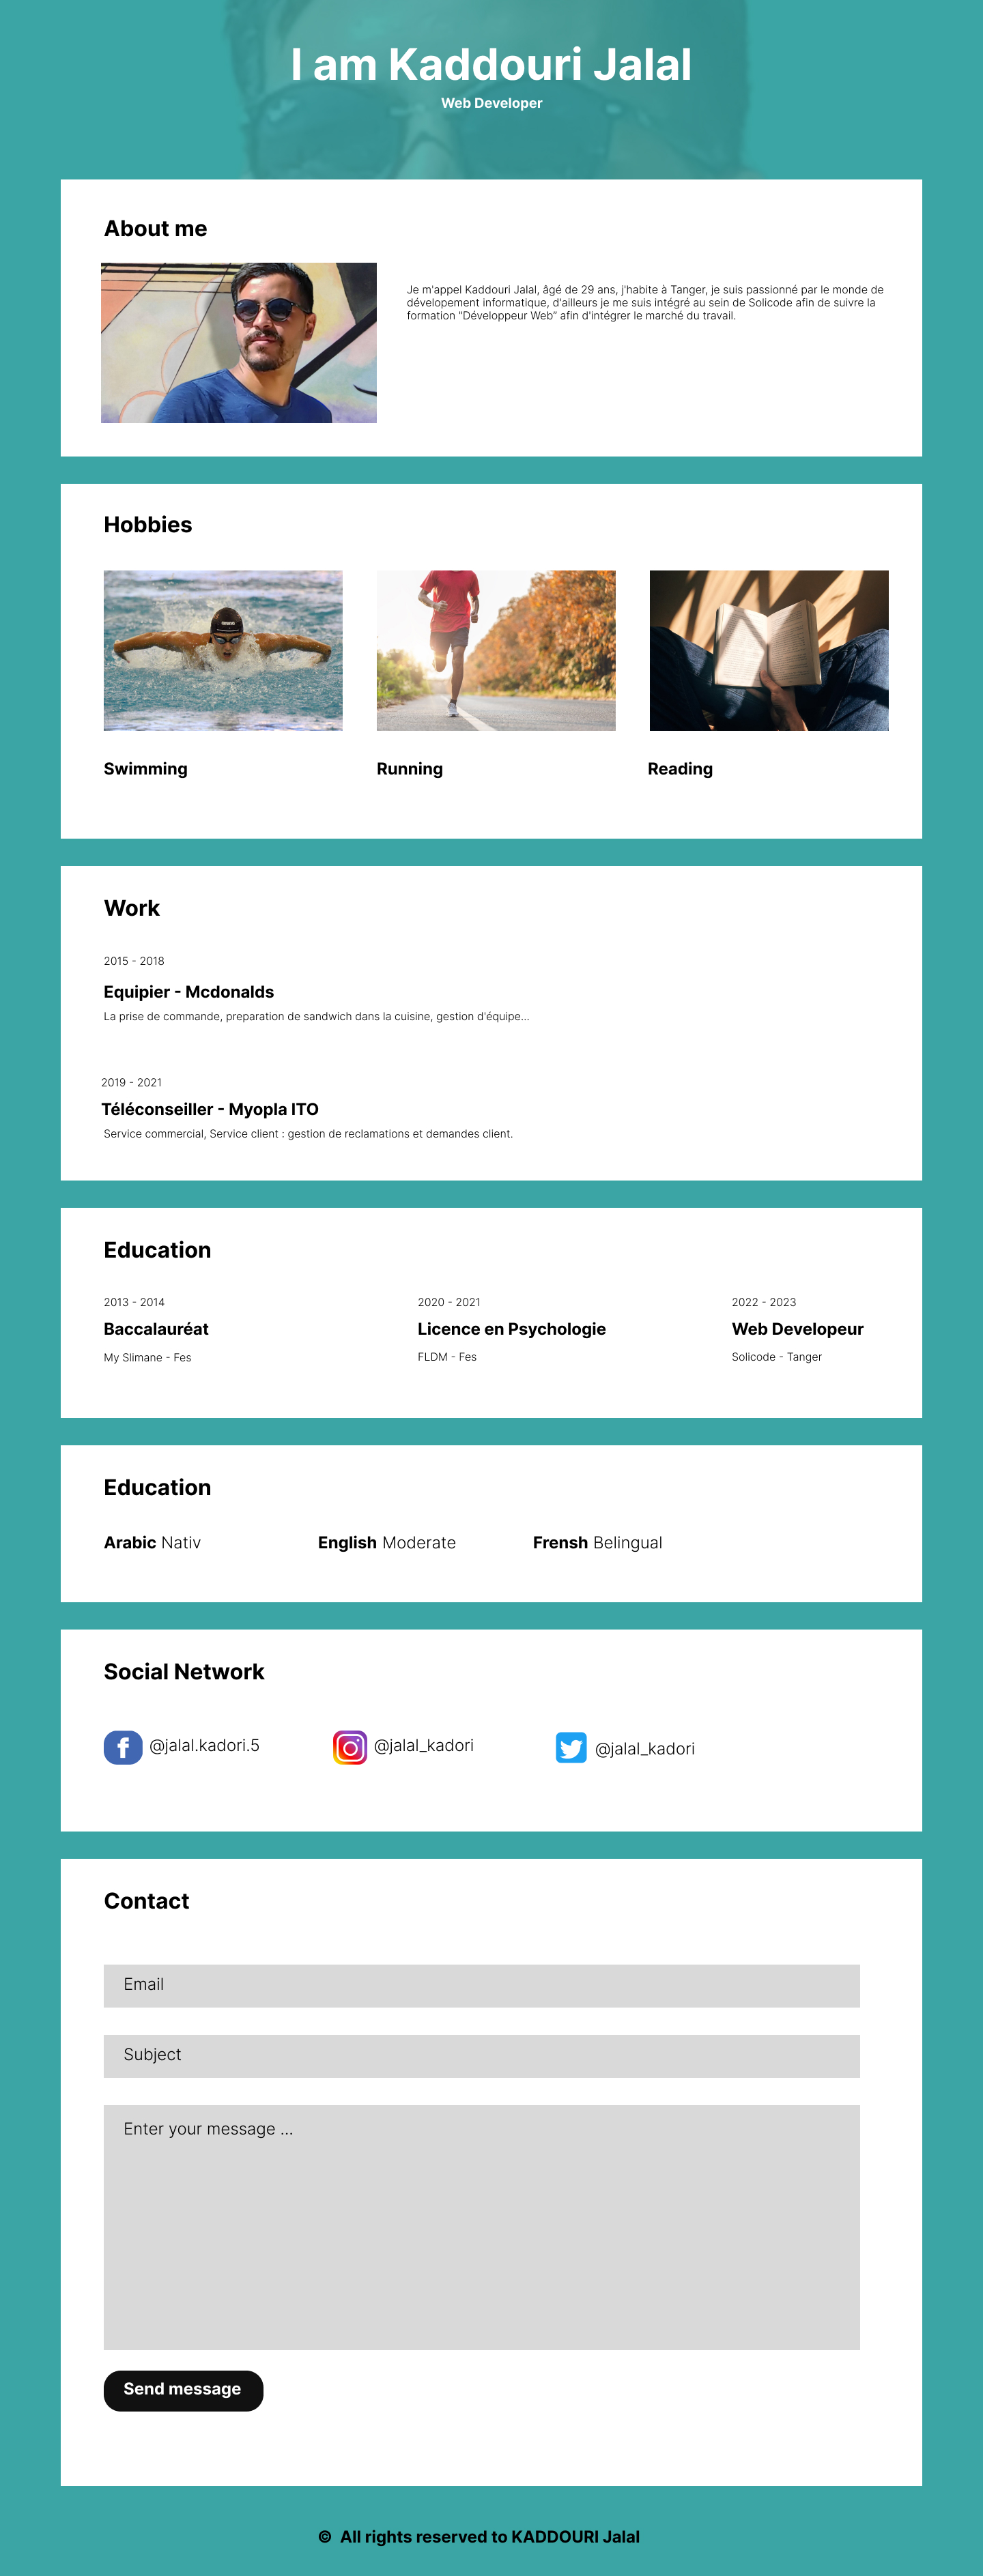 I am Kaddouri Jalal
Web Developer
About me
Je m'appel Kaddouri Jalal, âgé de 29 ans, j'habite à Tanger, je suis passionné par le monde de
dévelopement informatique, d'ailleurs je me suis intégré au sein de Solicode afin de suivre la
formation "Développeur Web" afin d'intégrer le marché du travail.
Hobbies
Swimming
Running
Reading
Work
2015 - 2018
Equipier - Mcdonalds
La prise de commande, preparation de sandwich dans la cuisine, gestion d'équipe...
2019 - 2021
Téléconseiller - Myopla ITO
Service commercial, Service client : gestion de reclamations et demandes client.
Education
2013 - 2014
Baccalauréat
My Slimane - Fes
2020 - 2021
Licence en Psychologie
FLDM - Fes
2022 - 2023
Web Developeur
Solicode - Tanger
Education
Arabic Nativ
English Moderate
Frensh Belingual
Social Network
@jalal.kadori.5
@jalal_kadori
@jalal_kadori
Contact
Email
Subject
Enter your message ...
Send message
© All rights reserved to KADDOURI Jalal